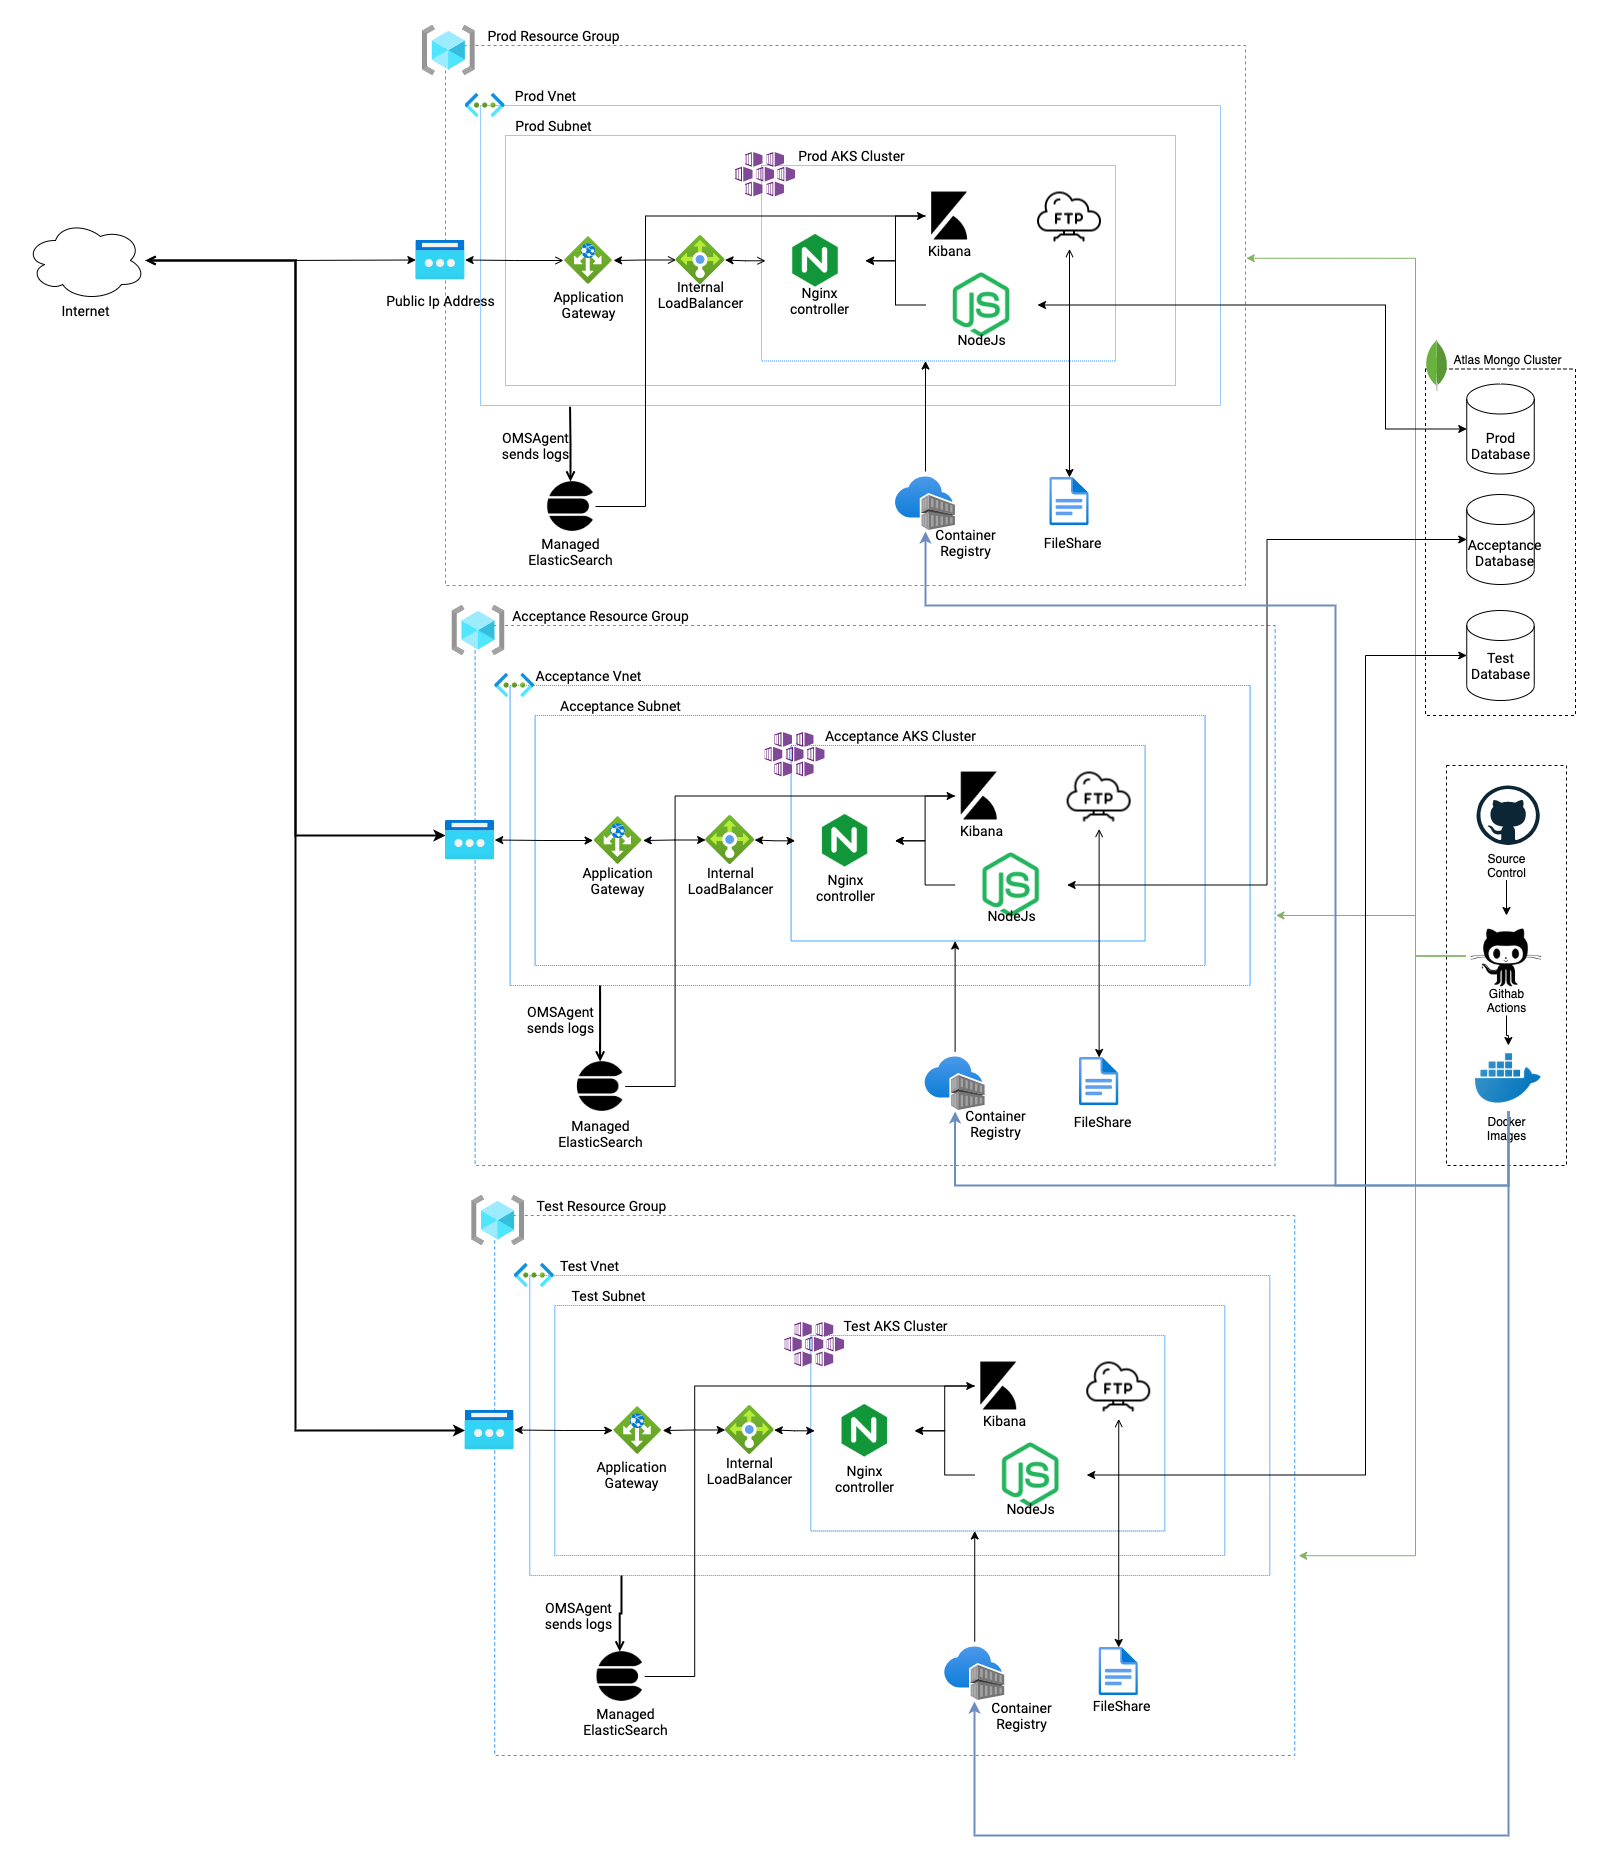 Prod Resource Group
Prod Vnet
Prod Subnet
Prod AKS Cluster
FTP
Kibana
Internet
Public Ip Address
Application
Gateway
Internal
LoadBalancer
N
Nginx
controller
JS
NodeJs
Atlas Mongo Cluster
Prod
Database
Acceptance
Database
Test
Database
OMSAgent
sends logs
Managed
ElasticSearch
Container
Registry
FileShare
Acceptance Resource Group
Acceptance Vnet
Acceptance Subnet
Acceptance AKS Cluster
FTP
Kibana
Application
Gateway
Internal
LoadBalancer
N
Nginx
controller
JS
NodeJs
Source
Control
Githab
Actions
Docker
Images
OMSAgent
sends logs
Managed
ElasticSearch
Container
Registry
FileShare
Test Resource Group
Test Vnet
Test Subnet
Test AKS Cluster
FTP
Kibana
Application
Gateway
Internal
LoadBalancer
N
Nginx
controller
JS
NodeJs
OMSAgent
sends logs
Managed
ElasticSearch
Container
Registry
FileShare